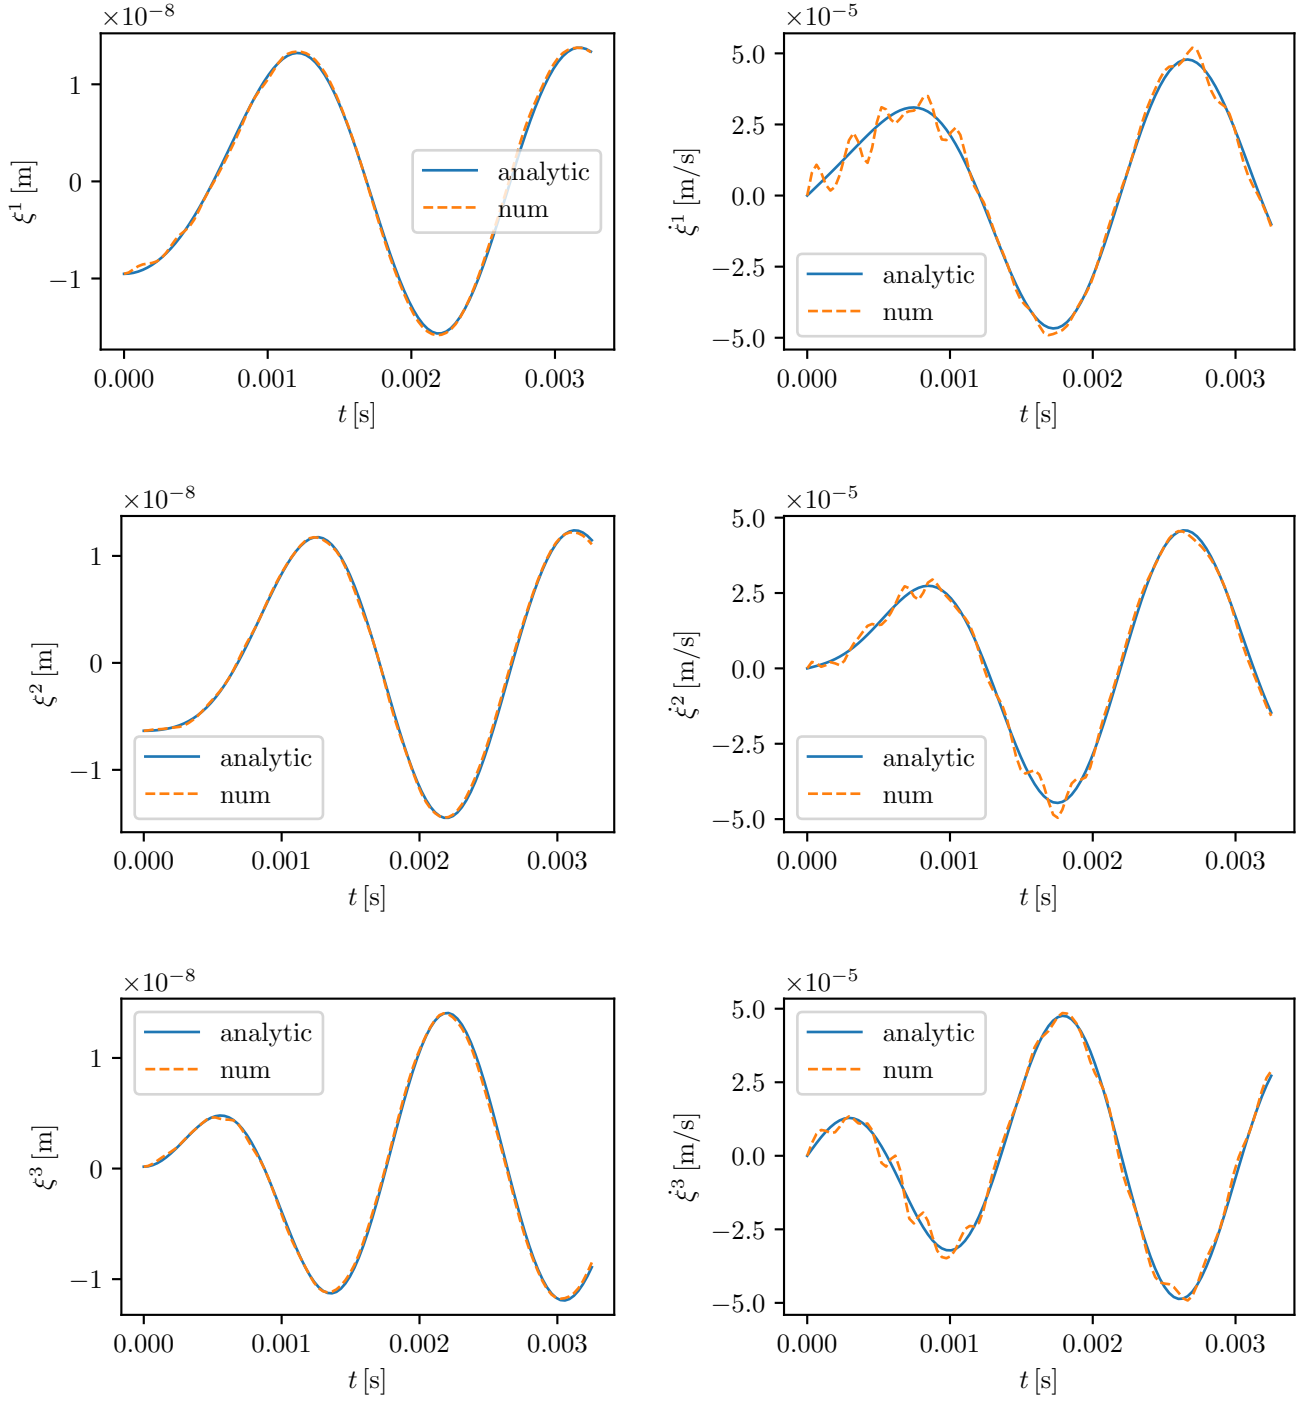 ×10⁻⁸
1
0
−1
ξ¹ [m]
analytic
num
0.000 0.001 0.002 0.003
t [s]
×10⁻⁵
5.0
2.5
0.0
−2.5
−5.0
ξ̇¹ [m/s]
analytic
num
0.000 0.001 0.002 0.003
t [s]
×10⁻⁸
1
0
−1
ξ² [m]
analytic
num
0.000 0.001 0.002 0.003
t [s]
×10⁻⁵
5.0
2.5
0.0
−2.5
−5.0
ξ̇² [m/s]
analytic
num
0.000 0.001 0.002 0.003
t [s]
×10⁻⁸
1
0
−1
ξ³ [m]
analytic
num
0.000 0.001 0.002 0.003
t [s]
×10⁻⁵
5.0
2.5
0.0
−2.5
−5.0
ξ̇³ [m/s]
analytic
num
0.000 0.001 0.002 0.003
t [s]